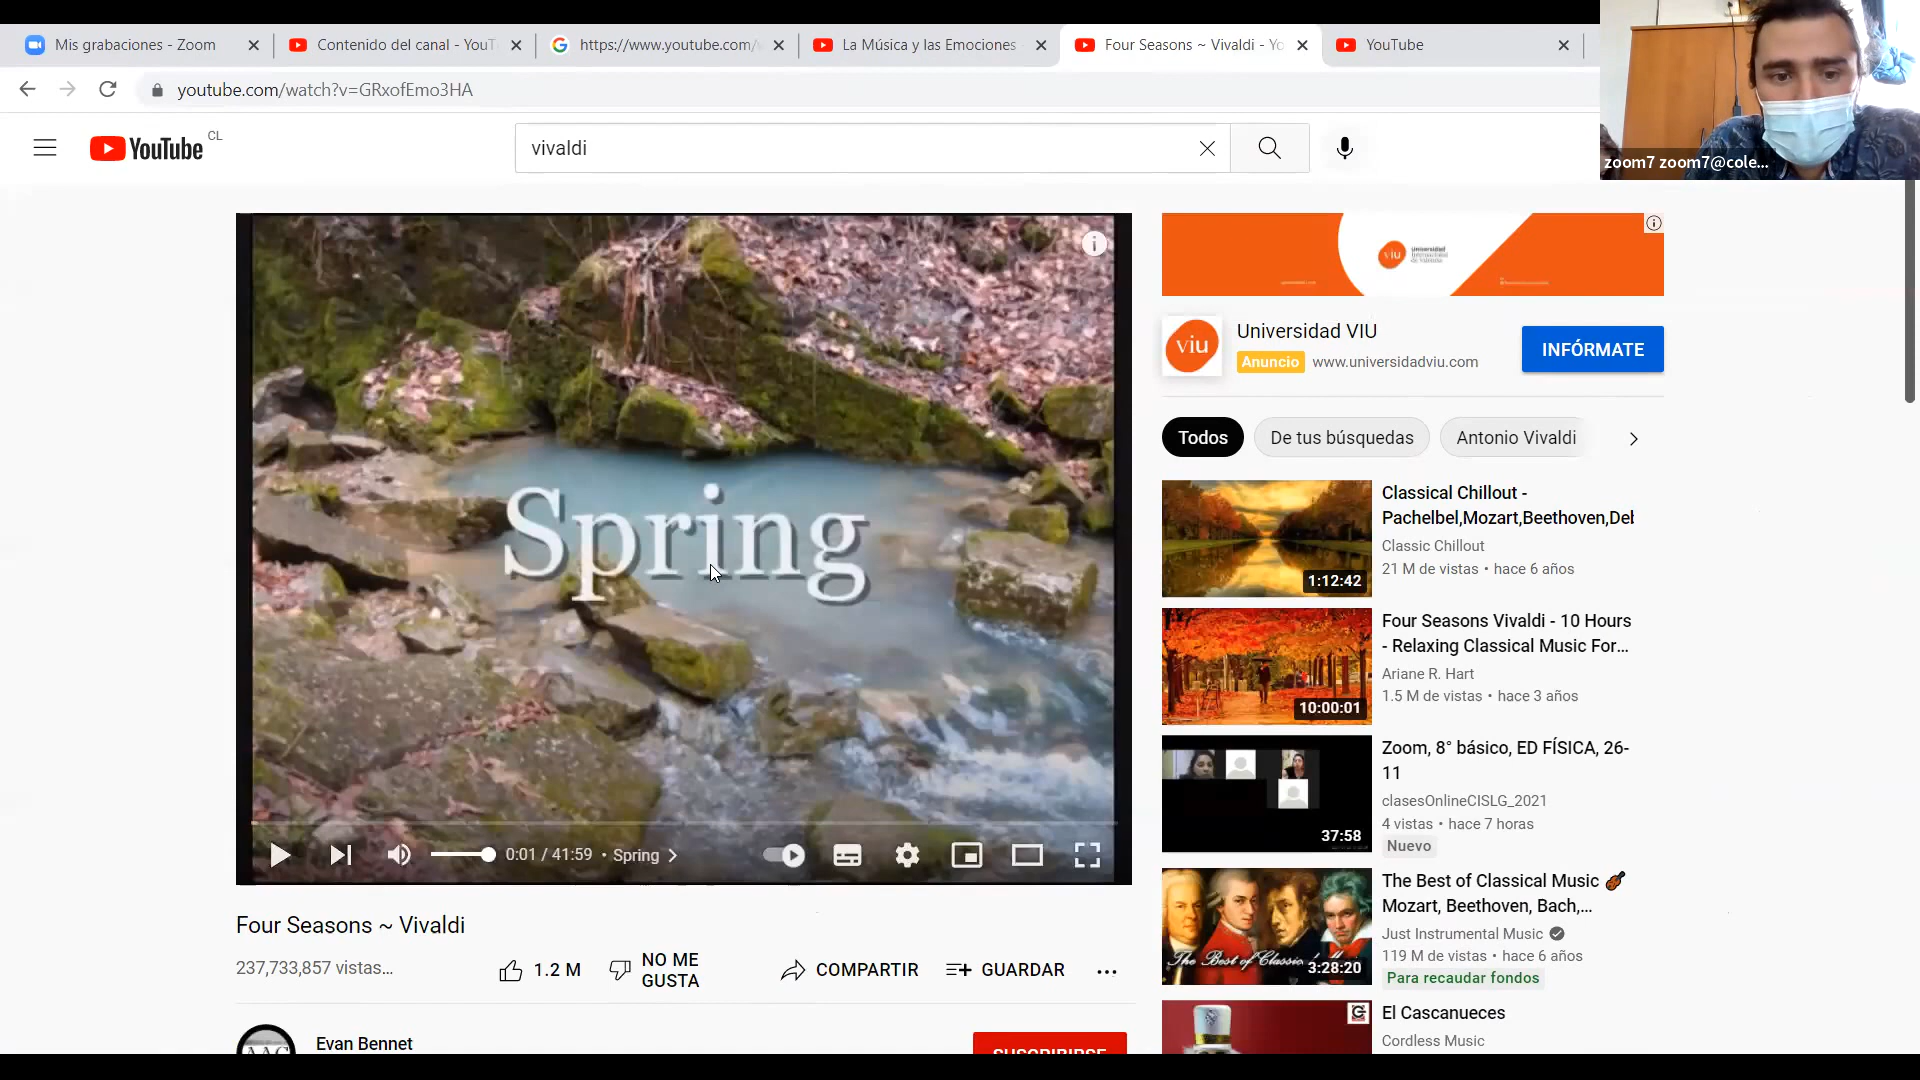 Mis grabaciones - Zoom
Contenido del canal - YouT
https://www.youtube.com/
La Música y las Emociones
Four Seasons ~ Vivaldi - Yo
YouTube
youtube.com/watch?v=GRxofEmo3HA
zoom7 zoom7@cole...
YouTube CL
vivaldi
Spring
0:01 / 41:59 • Spring
Four Seasons ~ Vivaldi
237,733,857 vistas...
1.2 M
NO ME
GUSTA
COMPARTIR
GUARDAR
Evan Bennet
SUSCRIBIRSE
viu
viu
Universidad VIU
Anuncio www.universidadviu.com
INFÓRMATE
Todos
De tus búsquedas
Antonio Vivaldi
1:12:42
Classical Chillout -
Pachelbel,Mozart,Beethoven,Deb
Classic Chillout
21 M de vistas • hace 6 años
10:00:01
Four Seasons Vivaldi - 10 Hours
- Relaxing Classical Music For...
Ariane R. Hart
1.5 M de vistas • hace 3 años
37:58
Zoom, 8° básico, ED FÍSICA, 26-
11
clasesOnlineCISLG_2021
4 vistas • hace 7 horas
Nuevo
The Best of Classical Music
3:28:20
The Best of Classical Music 🎻
Mozart, Beethoven, Bach,...
Just Instrumental Music
119 M de vistas • hace 6 años
Para recaudar fondos
El Cascanueces
Cordless Music